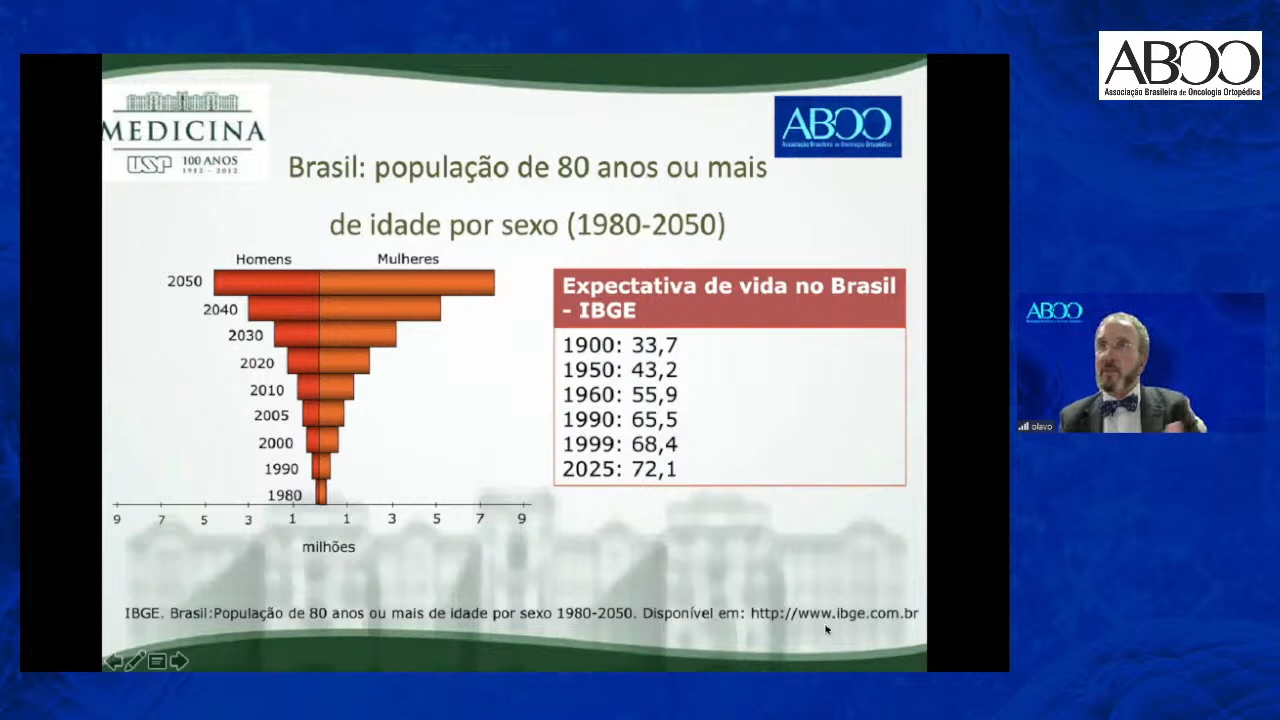 ABOO
Associação Brasileira de Oncologia Ortopédica
MEDICINA
USP 100 ANOS
1912 - 2012
ABOO
Associação Brasileira de Oncologia Ortopédica
Brasil: população de 80 anos ou mais
de idade por sexo (1980-2050)
Homens Mulheres
2050
2040
2030
2020
2010
2005
2000
1990
1980
9 7 5 3 1 1 3 5 7 9
milhões
Expectativa de vida no Brasil
- IBGE
1900: 33,7
1950: 43,2
1960: 55,9
1990: 65,5
1999: 68,4
2025: 72,1
IBGE. Brasil:População de 80 anos ou mais de idade por sexo 1980-2050. Disponível em: http://www.ibge.com.br
ABOO
olavo